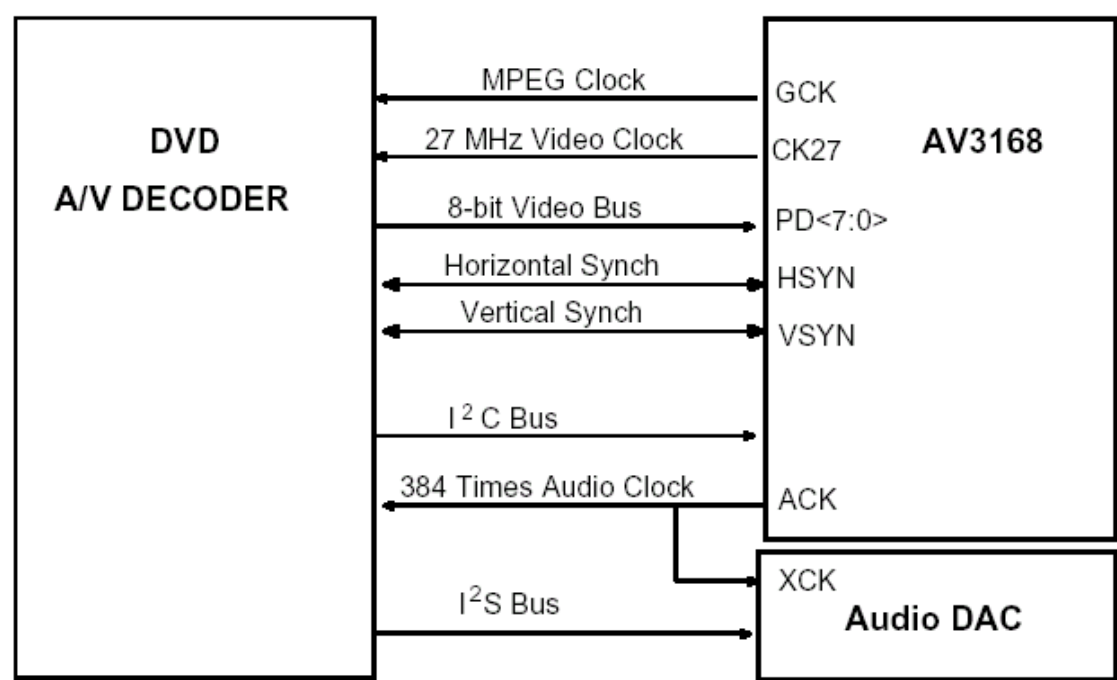 DVD
A/V DECODER
MPEG Clock
27 MHz Video Clock
8-bit Video Bus
Horizontal Synch
Vertical Synch
I²C Bus
384 Times Audio Clock
I²S Bus
GCK
CK27
AV3168
PD<7:0>
HSYN
VSYN
ACK
XCK
Audio DAC